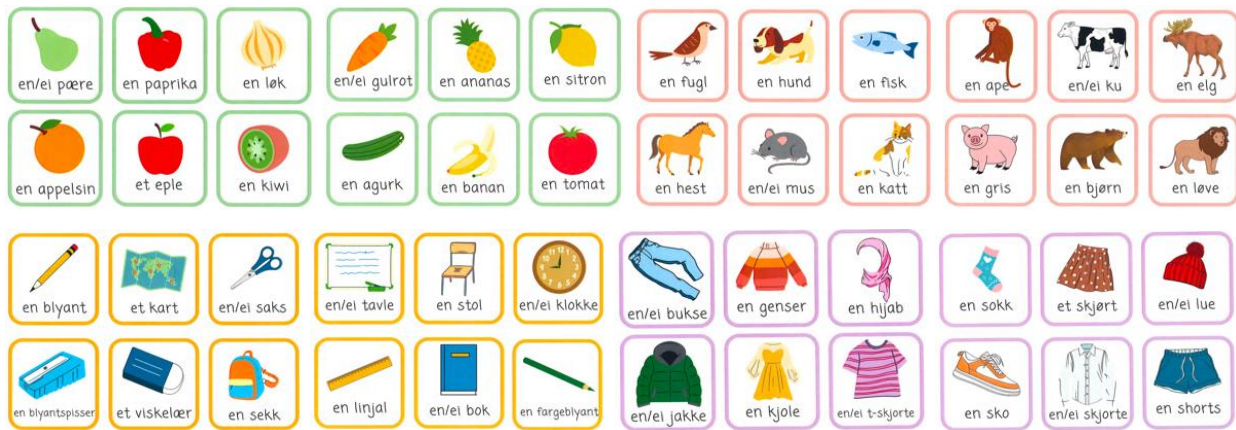 en/ei pære
en paprika
en løk
en/ei gulrot
en ananas
en sitron
en fugl
en hund
en fisk
en ape
en/ei ku
en elg
en appelsin
et eple
en kiwi
en agurk
en banan
en tomat
en hest
en/ei mus
en katt
en gris
en bjørn
en løve
en blyant
et kart
en/ei saks
en/ei tavle
en stol
en/ei klokke
en/ei bukse
en genser
en hijab
en sokk
et skjørt
en/ei lue
en blyantspisser
et viskelær
en sekk
en linjal
en/ei bok
en fargeblyant
en/ei jakke
en kjole
en/ei t-skjorte
en sko
en/ei skjorte
en shorts